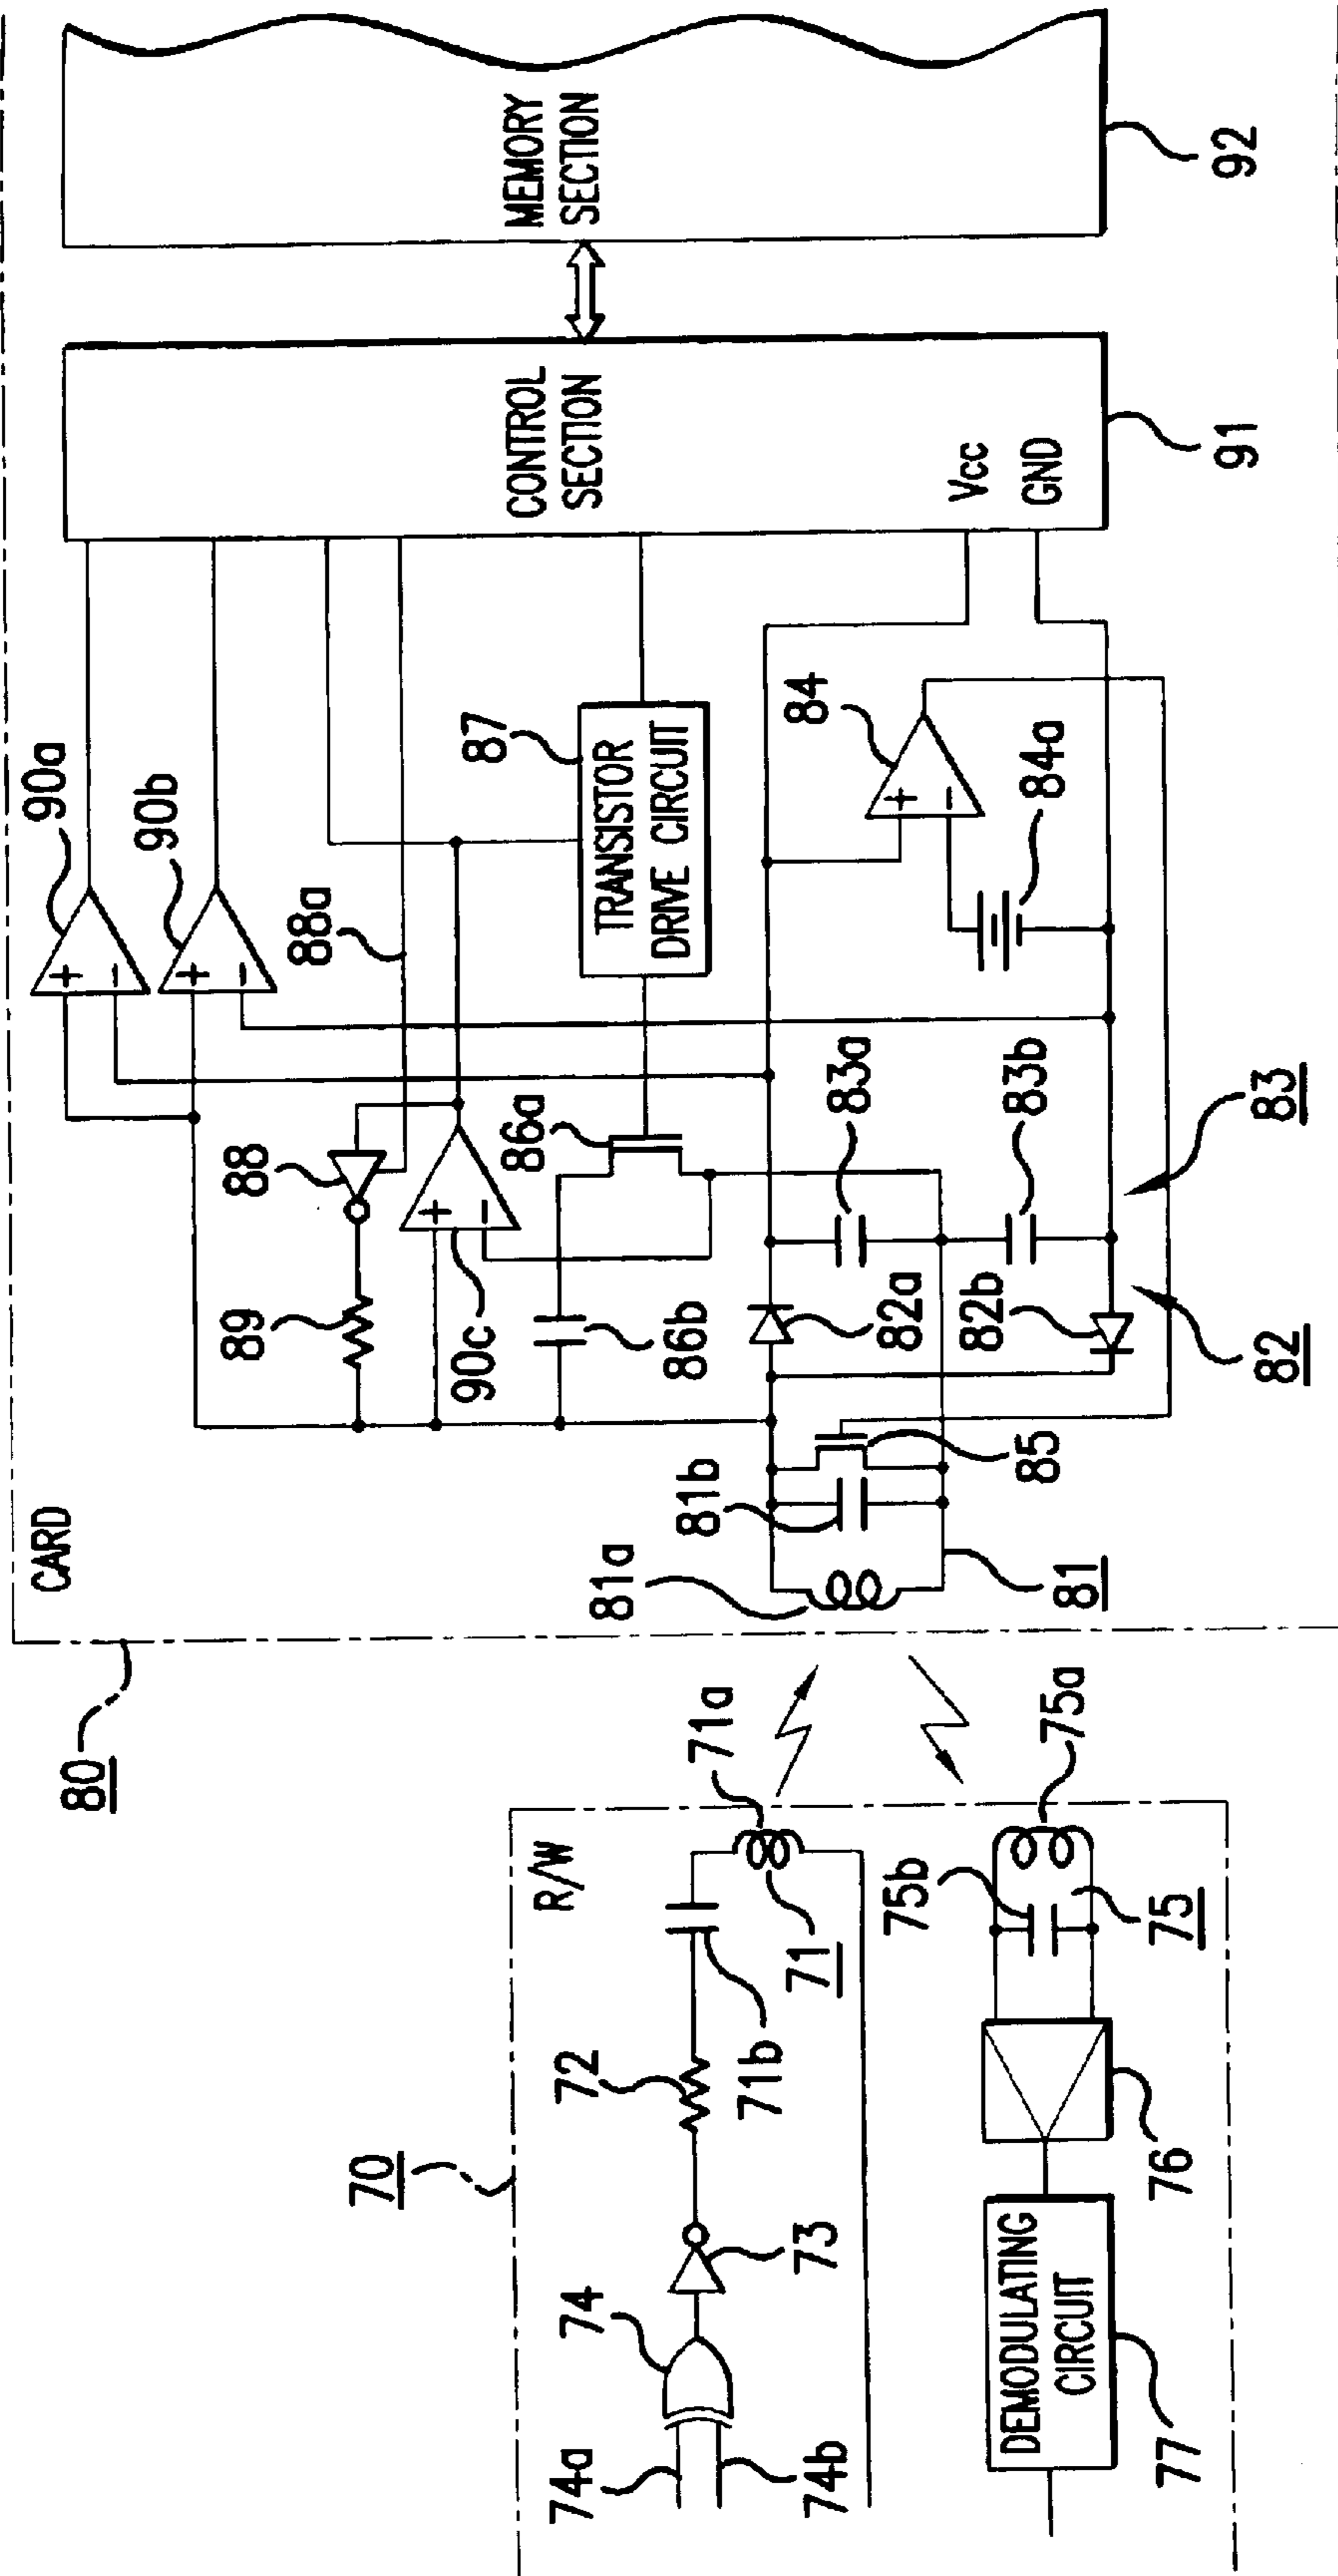 CARD
80
90a
90b
88a
88
89
90c
+
−
+
−
+
−
86a
86b
87
TRANSISTOR
DRIVE CIRCUIT
CONTROL
SECTION
MEMORY
SECTION
Vcc
GND
91
92
84
+
−
84a
83a
83b
83
82a
82b
82
85
81b
81a
81
70
R/W
71a
71
71b
72
73
74
74a
74b
75a
75b
75
76
DEMODULATING
CIRCUIT
77